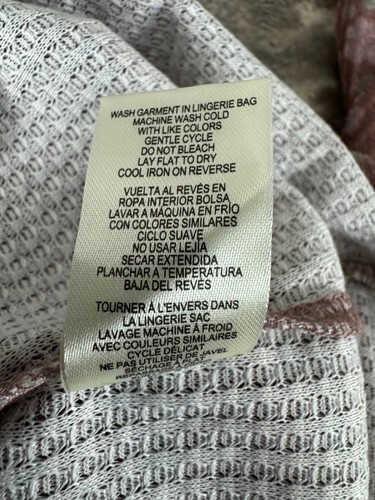 WASH GARMENT IN LINGERIE BAG
MACHINE WASH COLD
WITH LIKE COLORS
GENTLE CYCLE
DO NOT BLEACH
LAY FLAT TO DRY
COOL IRON ON REVERSE
VUELTA AL REVÉS EN
ROPA INTERIOR BOLSA
LAVAR A MÁQUINA EN FRÍO
CON COLORES SIMILARES
CICLO SUAVE
NO USAR LEJÍA
SECAR EXTENDIDA
PLANCHAR A TEMPERATURA
BAJA DEL REVÉS
TOURNER À L'ENVERS DANS
LA LINGERIE SAC
LAVAGE MACHINE À FROID
AVEC COULEURS SIMILAIRES
CYCLE DÉLICAT
NE PAS UTILISER DE JAVEL
SÉCHAGE À PLAT